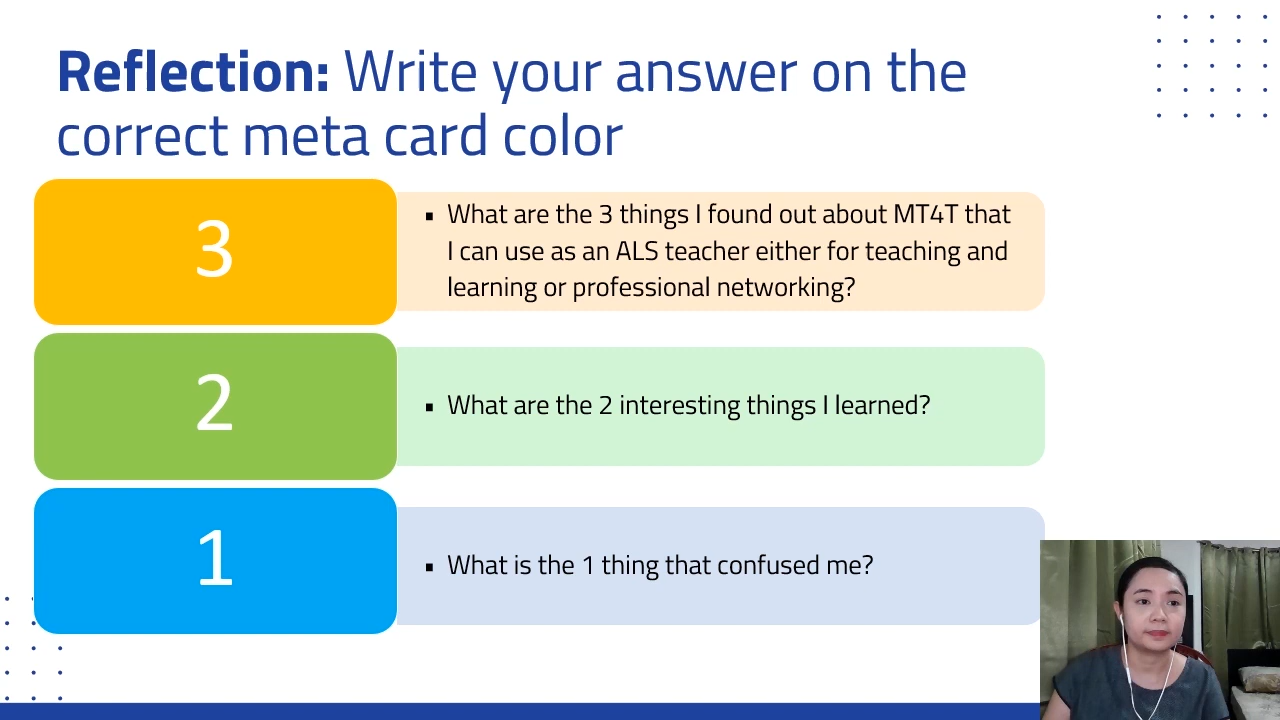 Reflection: Write your answer on the
correct meta card color
3
▪ What are the 3 things I found out about MT4T that
I can use as an ALS teacher either for teaching and
learning or professional networking?
2
▪ What are the 2 interesting things I learned?
1
▪ What is the 1 thing that confused me?